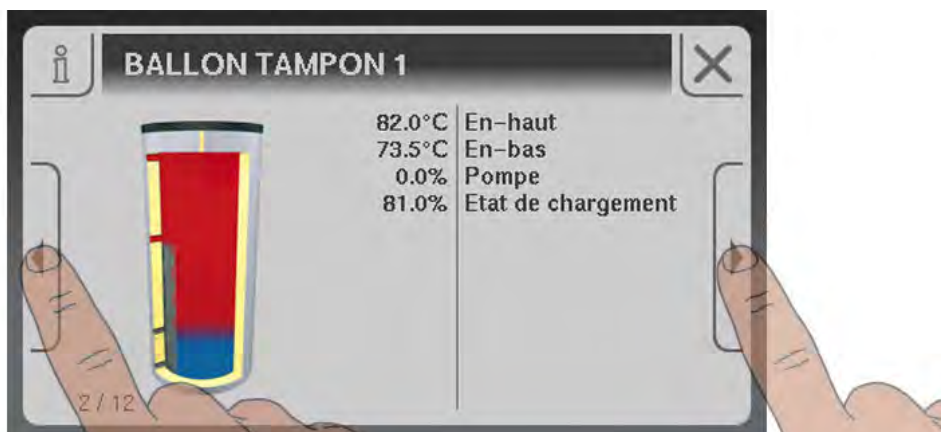 BALLON TAMPON 1
82.0°C En-haut
73.5°C En-bas
0.0% Pompe
81.0% Etat de chargement
2 / 12